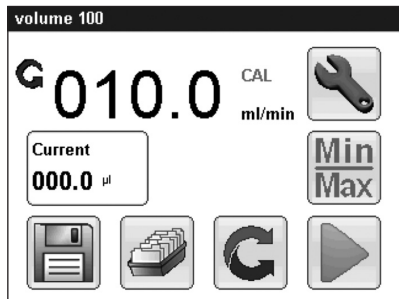 volume 100
010.0
CAL
ml/min
Current
000.0 µl
Min
Max